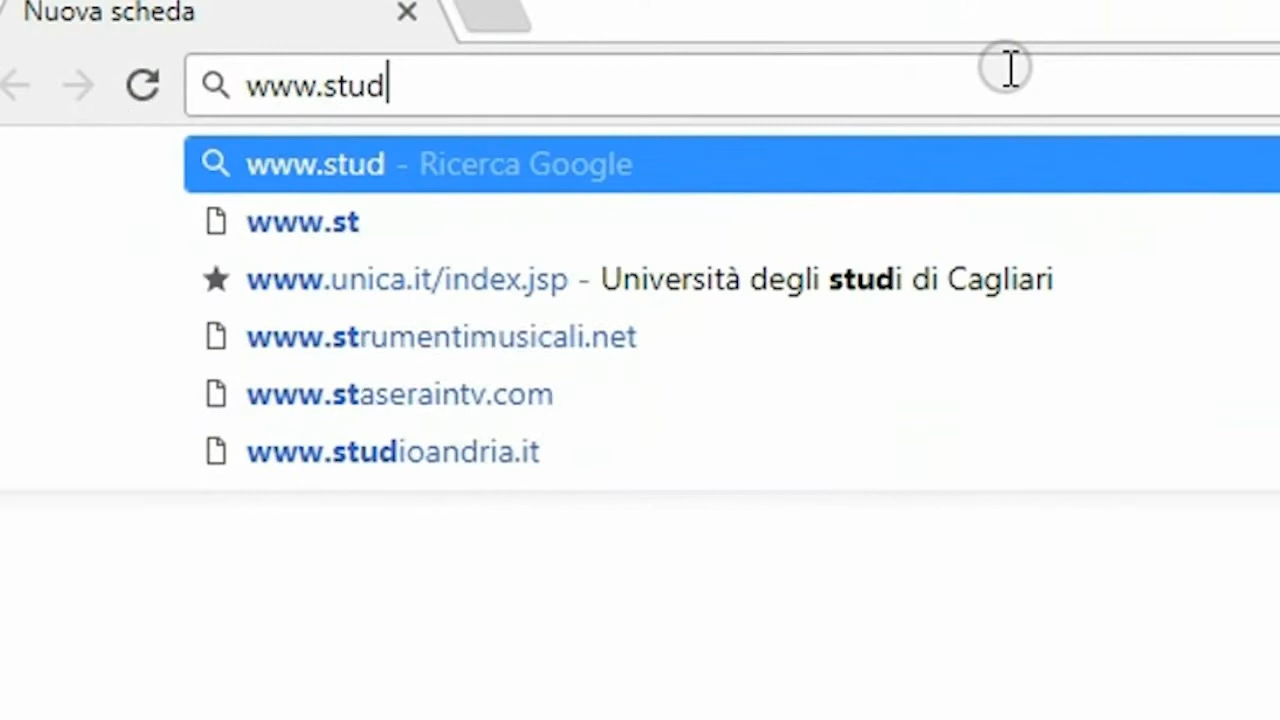 Nuova scheda
www.stud
www.stud - Ricerca Google
www.st
www.unica.it/index.jsp - Università degli studi di Cagliari
www.strumentimusicali.net
www.staseraintv.com
www.studioandria.it